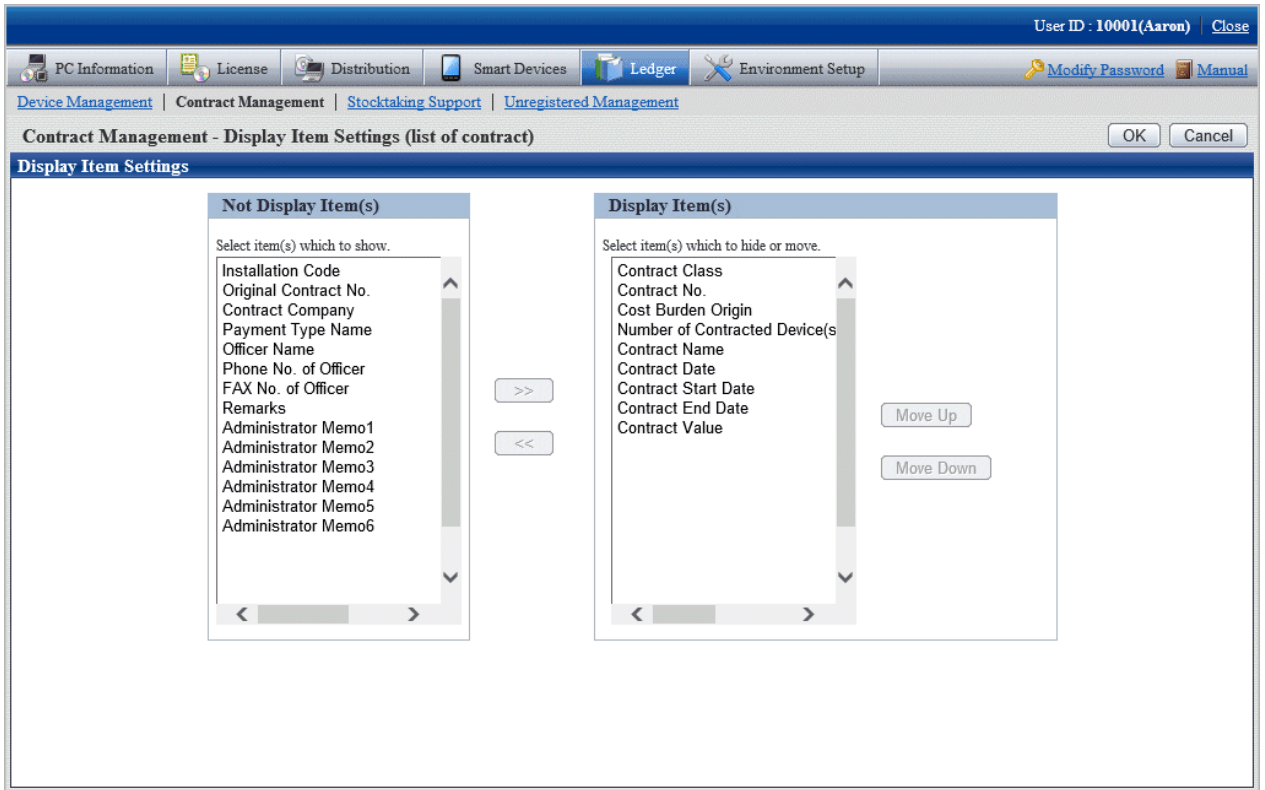 User ID : 10001(Aaron) Close
PC Information License Distribution Smart Devices Ledger Environment Setup Modify Password Manual
Device Management | Contract Management | Stocktaking Support | Unregistered Management
Contract Management - Display Item Settings (list of contract) OK Cancel
Display Item Settings
Not Display Item(s)
Select item(s) which to show.
Installation Code
Original Contract No.
Contract Company
Payment Type Name
Officer Name
Phone No. of Officer
FAX No. of Officer
Remarks
Administrator Memo1
Administrator Memo2
Administrator Memo3
Administrator Memo4
Administrator Memo5
Administrator Memo6
>>
<<
Display Item(s)
Select item(s) which to hide or move.
Contract Class
Contract No.
Cost Burden Origin
Number of Contracted Device(s
Contract Name
Contract Date
Contract Start Date
Contract End Date
Contract Value
Move Up
Move Down